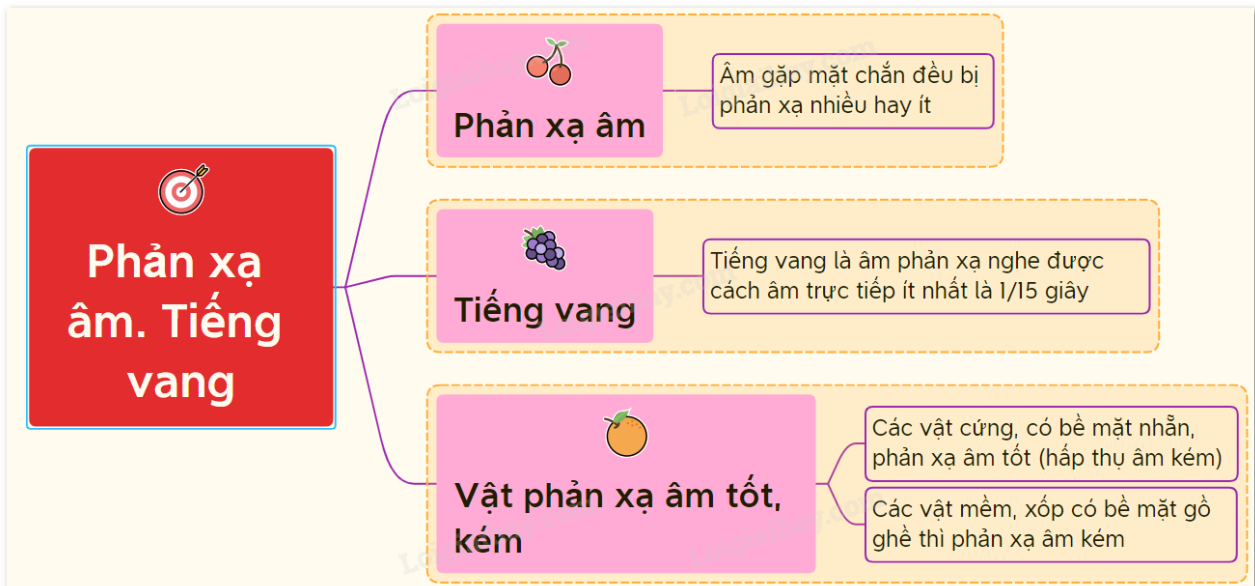 Phản xạ
âm. Tiếng
vang
Phản xạ âm
Âm gặp mặt chắn đều bị
phản xạ nhiều hay ít
Tiếng vang
Tiếng vang là âm phản xạ nghe được
cách âm trực tiếp ít nhất là 1/15 giây
Vật phản xạ âm tốt,
kém
Các vật cứng, có bề mặt nhẵn,
phản xạ âm tốt (hấp thụ âm kém)
Các vật mềm, xốp có bề mặt gồ
ghề thì phản xạ âm kém